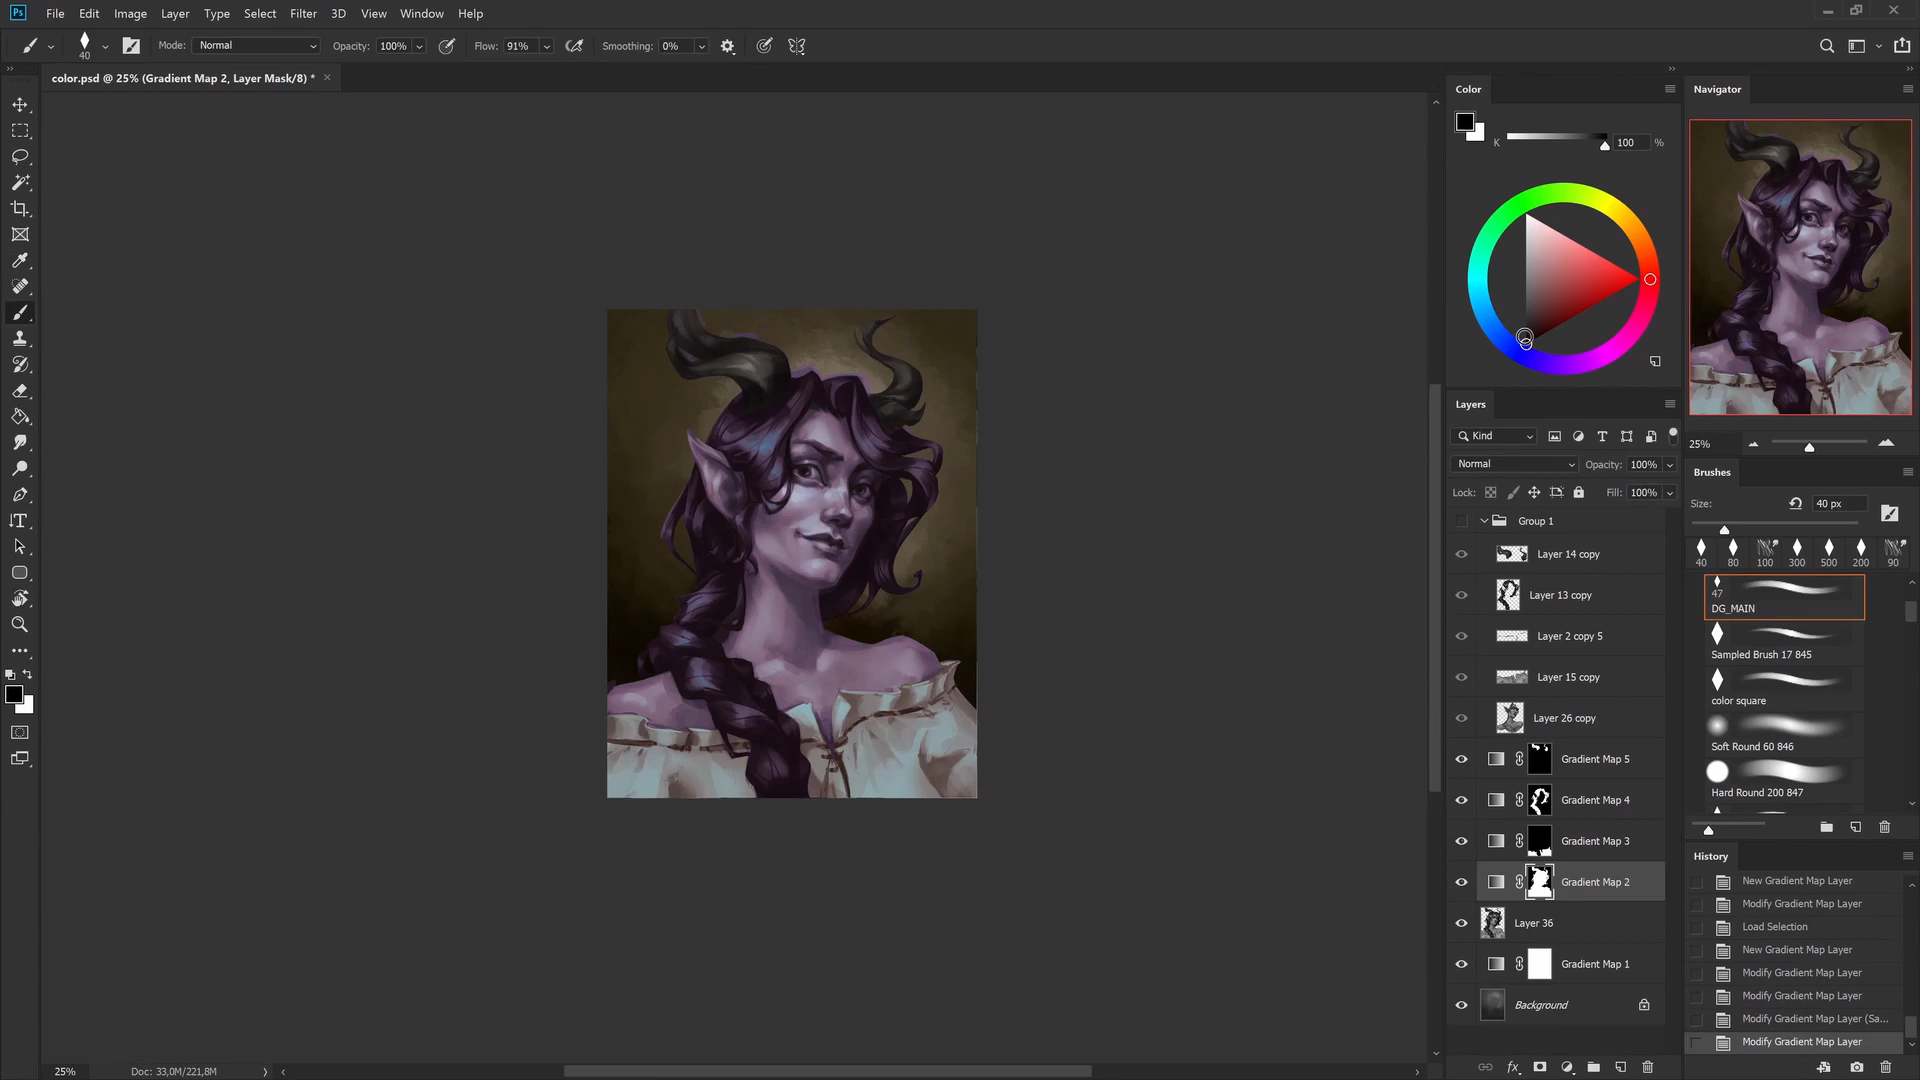 Ps File Edit Image Layer Type Select Filter 3D View Window Help
40 Mode: Normal Opacity: 100% Flow: 91% Smoothing: 0%
color.psd @ 25% (Gradient Map 2, Layer Mask/8) * ×
Color
K 100 %
Layers
Kind
Normal Opacity: 100%
Lock: Fill: 100%
Group 1
Layer 14 copy
Layer 13 copy
Layer 2 copy 5
Layer 15 copy
Layer 26 copy
Gradient Map 5
Gradient Map 4
Gradient Map 3
Gradient Map 2
Layer 36
Gradient Map 1
Background
fx
Navigator
25%
Brushes
Size: 40 px
40 80 100 300 500 200 90
47
DG_MAIN
Sampled Brush 17 845
color square
Soft Round 60 846
Hard Round 200 847
History
New Gradient Map Layer
Modify Gradient Map Layer
Load Selection
New Gradient Map Layer
Modify Gradient Map Layer
Modify Gradient Map Layer
Modify Gradient Map Layer (Sa...
Modify Gradient Map Layer
25% Doc: 33,0M/221,8M